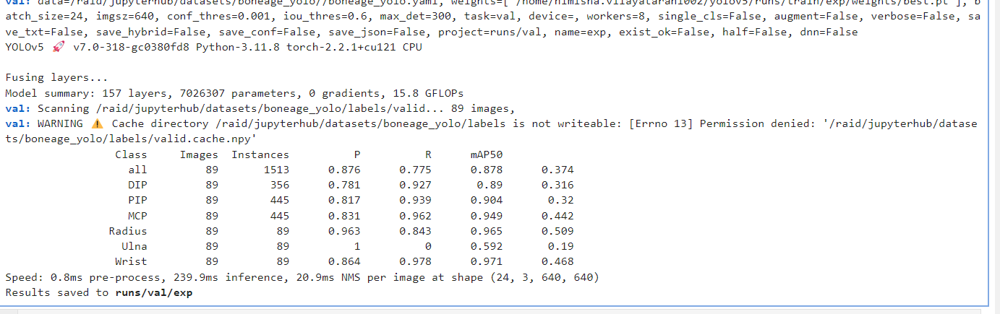 val: data=/raid/jupyterhub/datasets/boneage_yolo//boneage_yolo.yaml, weights=['/home/nimisha.vijayatarani002/yolov5/runs/train/exp/weights/best.pt'], b
atch_size=24, imgsz=640, conf_thres=0.001, iou_thres=0.6, max_det=300, task=val, device=, workers=8, single_cls=False, augment=False, verbose=False, sa
ve_txt=False, save_hybrid=False, save_conf=False, save_json=False, project=runs/val, name=exp, exist_ok=False, half=False, dnn=False
YOLOv5 🚀 v7.0-318-gc0380fd8 Python-3.11.8 torch-2.2.1+cu121 CPU
Fusing layers...
Model summary: 157 layers, 7026307 parameters, 0 gradients, 15.8 GFLOPs
val: Scanning /raid/jupyterhub/datasets/boneage_yolo/labels/valid... 89 images,
val: WARNING ⚠️ Cache directory /raid/jupyterhub/datasets/boneage_yolo/labels is not writeable: [Errno 13] Permission denied: '/raid/jupyterhub/datase
ts/boneage_yolo/labels/valid.cache.npy'
Class Images Instances P R mAP50
all 89 1513 0.876 0.775 0.878 0.374
DIP 89 356 0.781 0.927 0.89 0.316
PIP 89 445 0.817 0.939 0.904 0.32
MCP 89 445 0.831 0.962 0.949 0.442
Radius 89 89 0.963 0.843 0.965 0.509
Ulna 89 89 1 0 0.592 0.19
Wrist 89 89 0.864 0.978 0.971 0.468
Speed: 0.8ms pre-process, 239.9ms inference, 20.9ms NMS per image at shape (24, 3, 640, 640)
Results saved to runs/val/exp